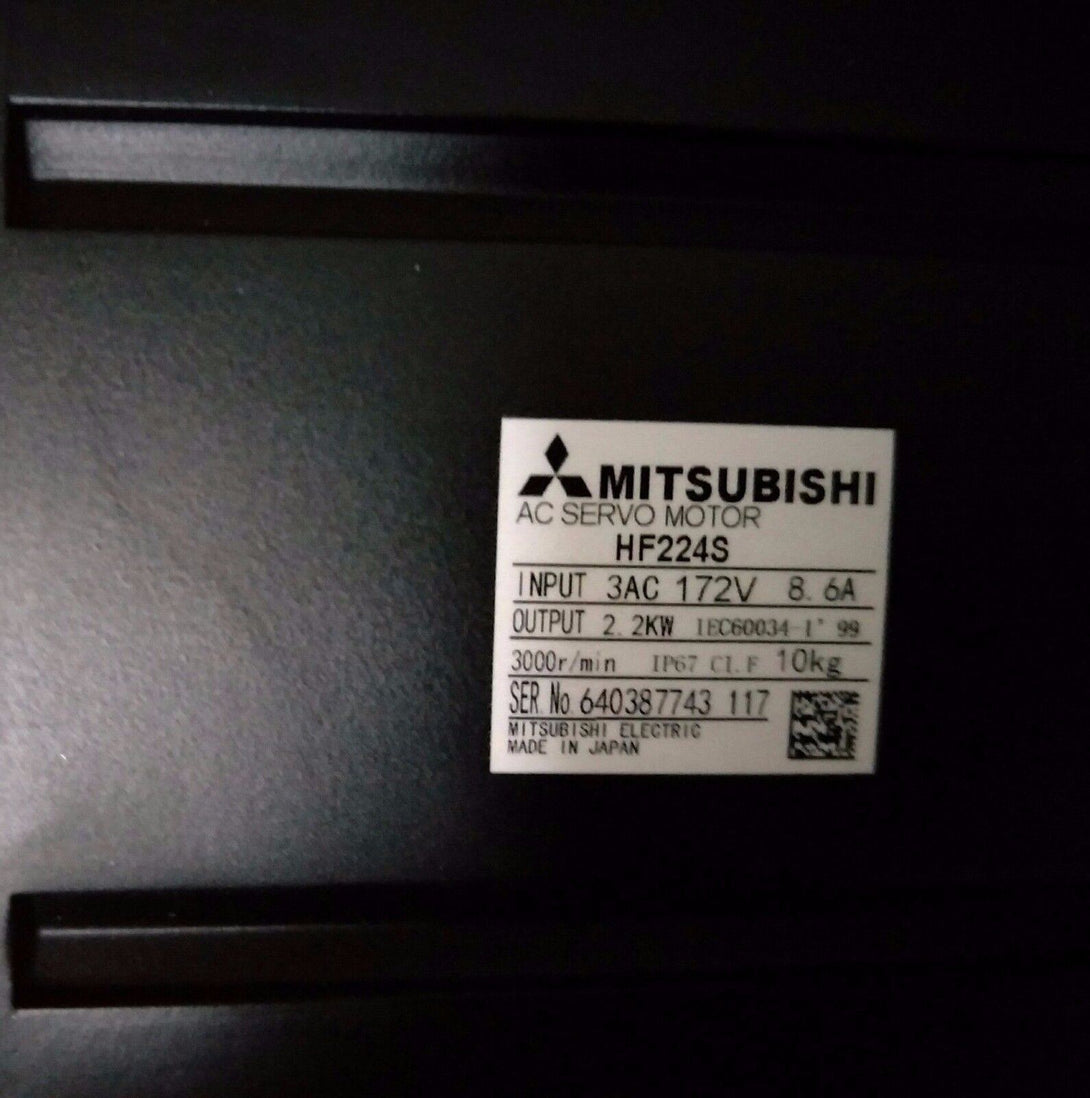 MITSUBISHI
AC SERVO MOTOR
HF224S
INPUT 3AC 172V 8.6A
OUTPUT 2.2KW IEC60034-1'99
3000r/min IP67 CI.F 10kg
SER.No.640387743 117
MITSUBISHI ELECTRIC
MADE IN JAPAN